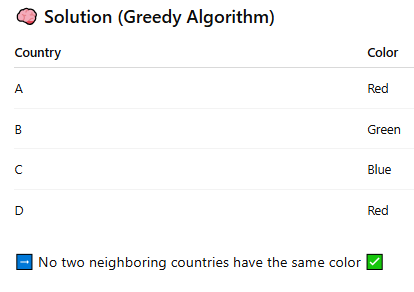 🧠 Solution (Greedy Algorithm)
Country Color
A Red
B Green
C Blue
D Red
➡️ No two neighboring countries have the same color ✅